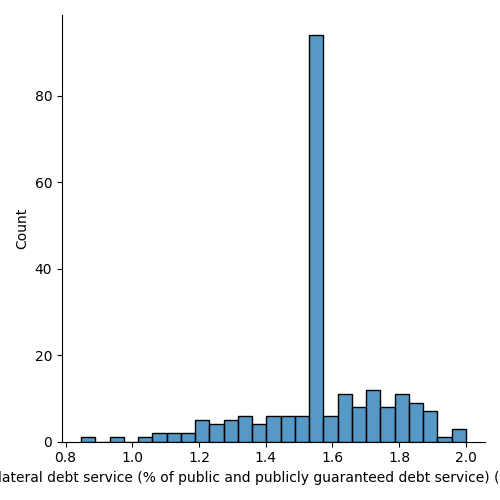 80
60
40
20
0
Count
0.8 1.0 1.2 1.4 1.6 1.8 2.0
lateral debt service (% of public and publicly guaranteed debt service) (